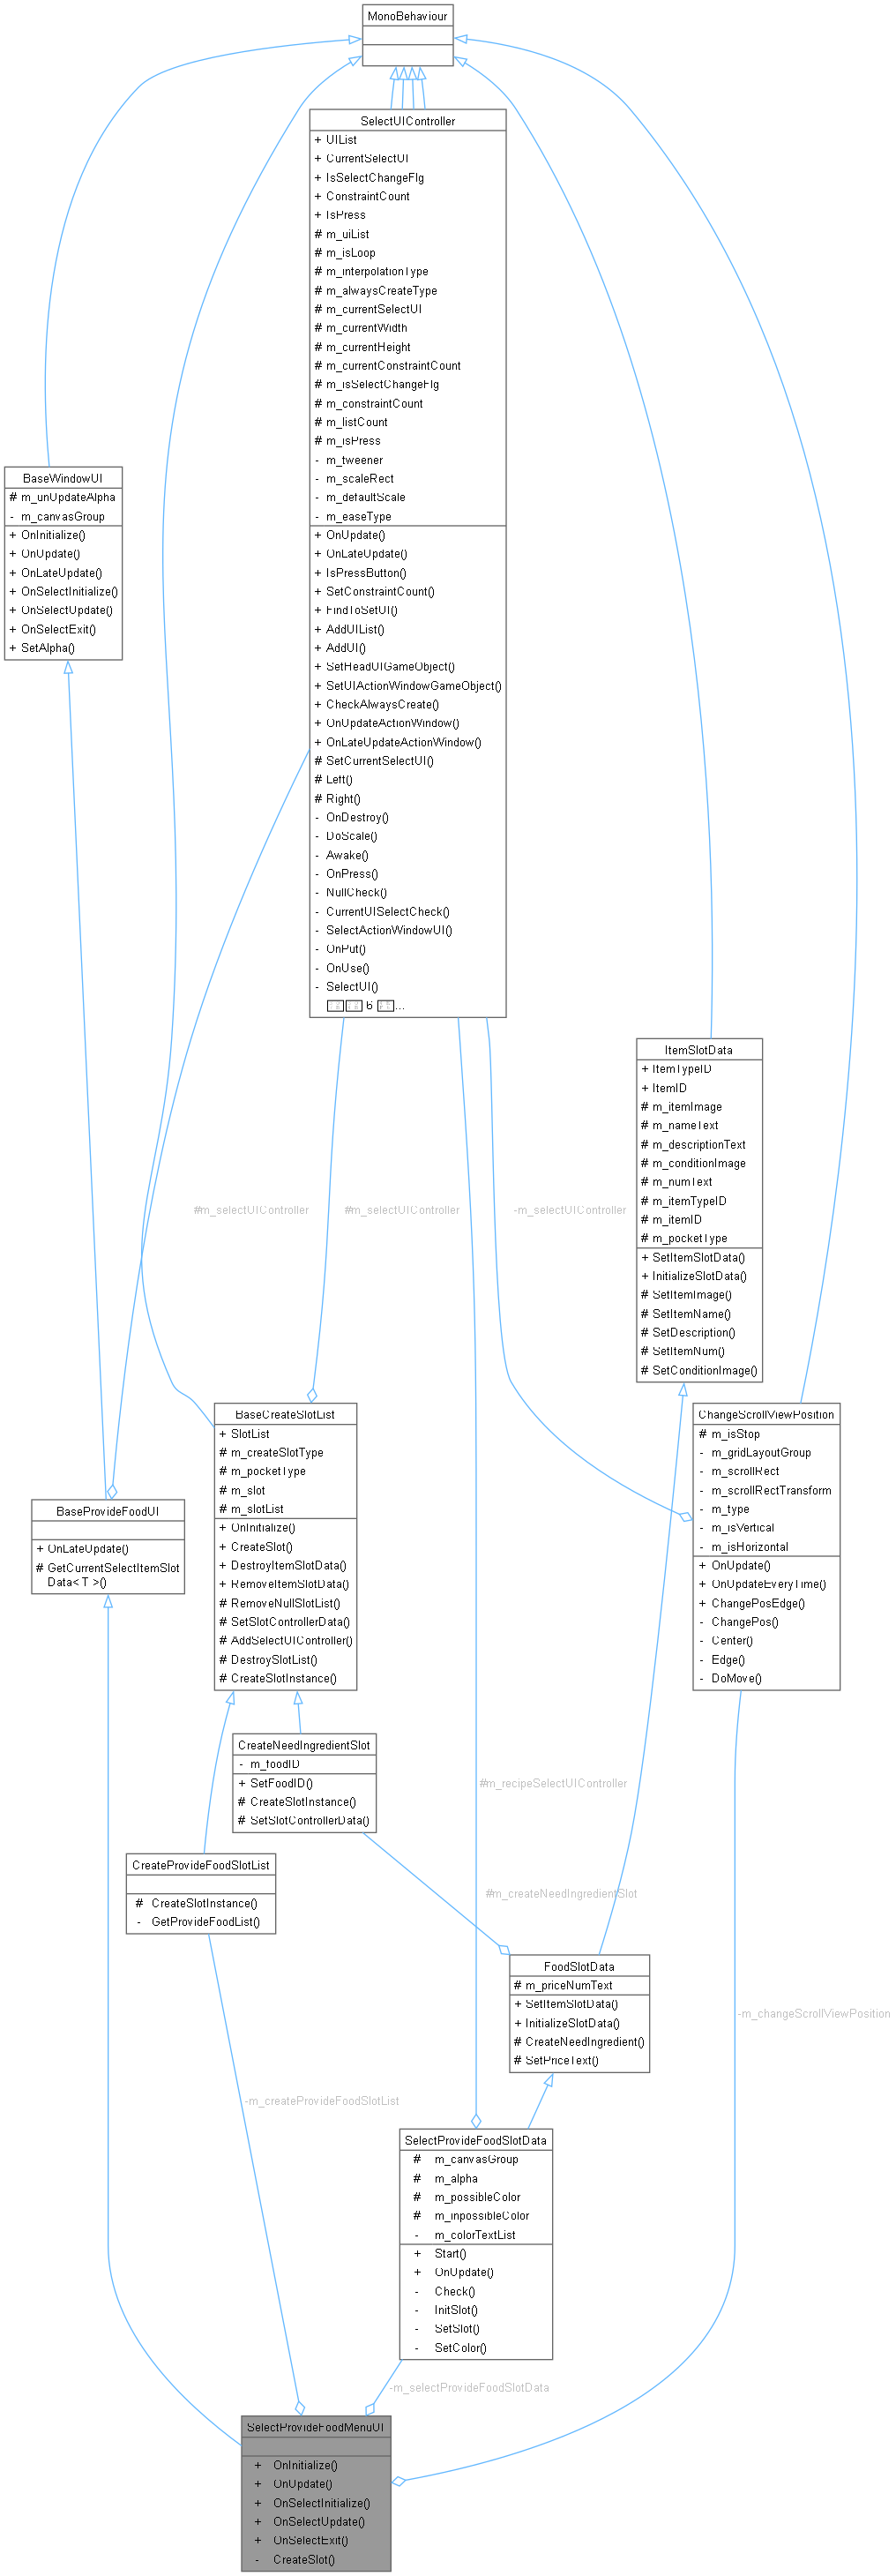 MonoBehaviour
SelectUIController
+ UIList
+ CurrentSelectUI
+ IsSelectChangeFlg
+ ConstraintCount
+ IsPress
# m_uiList
# m_isLoop
# m_interpolationType
# m_alwaysCreateType
# m_currentSelectUI
# m_currentWidth
# m_currentHeight
# m_currentConstraintCount
# m_isSelectChangeFlg
# m_constraintCount
# m_listCount
# m_isPress
- m_tweener
- m_scaleRect
- m_defaultScale
- m_easeType
+ OnUpdate()
+ OnLateUpdate()
+ IsPressButton()
+ SetConstraintCount()
+ FindToSetUI()
+ AddUIList()
+ AddUI()
+ SetHeadUIGameObject()
+ SetUIActionWindowGameObject()
+ CheckAlwaysCreate()
+ OnUpdateActionWindow()
+ OnLateUpdateActionWindow()
# SetCurrentSelectUI()
# Left()
# Right()
- OnDestroy()
- DoScale()
- Awake()
- OnPress()
- NullCheck()
- CurrentUISelectCheck()
- SelectActionWindowUI()
- OnPut()
- OnUse()
- SelectUI()
6 ...
BaseWindowUI
# m_unUpdateAlpha
- m_canvasGroup
+ OnInitialize()
+ OnUpdate()
+ OnLateUpdate()
+ OnSelectInitialize()
+ OnSelectUpdate()
+ OnSelectExit()
+ SetAlpha()
ItemSlotData
+ ItemTypeID
+ ItemID
# m_itemImage
# m_nameText
# m_descriptionText
# m_conditionImage
# m_numText
# m_itemTypeID
# m_itemID
# m_pocketType
+ SetItemSlotData()
+ InitializeSlotData()
# SetItemImage()
# SetItemName()
# SetDescription()
# SetItemNum()
# SetConditionImage()
#m_selectUIController
#m_selectUIController
-m_selectUIController
BaseCreateSlotList
+ SlotList
# m_createSlotType
# m_pocketType
# m_slot
# m_slotList
+ OnInitialize()
+ CreateSlot()
+ DestroyItemSlotData()
+ RemoveItemSlotData()
# RemoveNullSlotList()
# SetSlotControllerData()
# AddSelectUIController()
# DestroySlotList()
# CreateSlotInstance()
ChangeScrollViewPosition
# m_isStop
- m_gridLayoutGroup
- m_scrollRect
- m_scrollRectTransform
- m_type
- m_isVertical
- m_isHorizontal
+ OnUpdate()
+ OnUpdateEveryTime()
+ ChangePosEdge()
- ChangePos()
- Center()
- Edge()
- DoMove()
BaseProvideFoodUI
+ OnLateUpdate()
# GetCurrentSelectItemSlot
Data< T >()
CreateNeedIngredientSlot
- m_foodID
+ SetFoodID()
# CreateSlotInstance()
# SetSlotControllerData()
#m_recipeSelectUIController
CreateProvideFoodSlotList
# CreateSlotInstance()
- GetProvideFoodList()
#m_createNeedIngredientSlot
FoodSlotData
# m_priceNumText
+ SetItemSlotData()
+ InitializeSlotData()
# CreateNeedIngredient()
# SetPriceText()
-m_changeScrollViewPosition
-m_createProvideFoodSlotList
SelectProvideFoodSlotData
# m_canvasGroup
# m_alpha
# m_possibleColor
# m_inpossibleColor
- m_colorTextList
+ Start()
+ OnUpdate()
- Check()
- InitSlot()
- SetSlot()
- SetColor()
-m_selectProvideFoodSlotData
SelectProvideFoodMenuUI
+ OnInitialize()
+ OnUpdate()
+ OnSelectInitialize()
+ OnSelectUpdate()
+ OnSelectExit()
- CreateSlot()